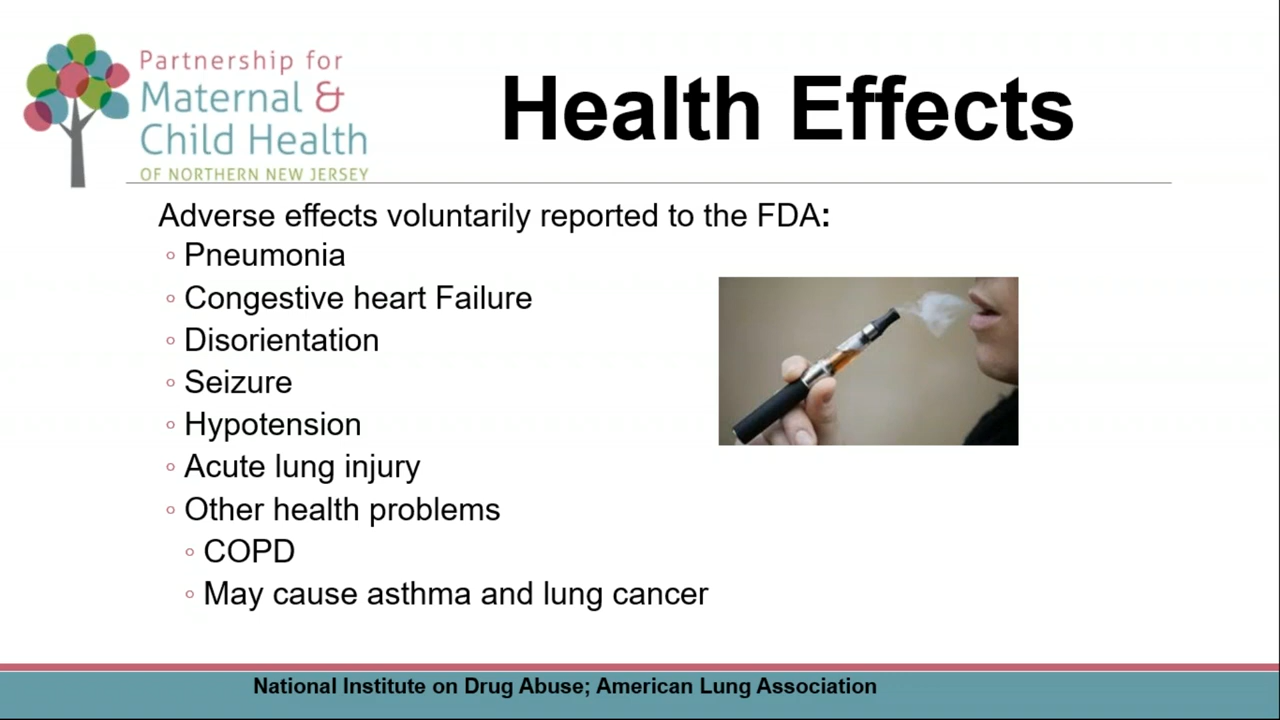 Partnership for
Maternal &
Child Health
OF NORTHERN NEW JERSEY
Health Effects
Adverse effects voluntarily reported to the FDA:
◦ Pneumonia
◦ Congestive heart Failure
◦ Disorientation
◦ Seizure
◦ Hypotension
◦ Acute lung injury
◦ Other health problems
◦ COPD
◦ May cause asthma and lung cancer
National Institute on Drug Abuse; American Lung Association